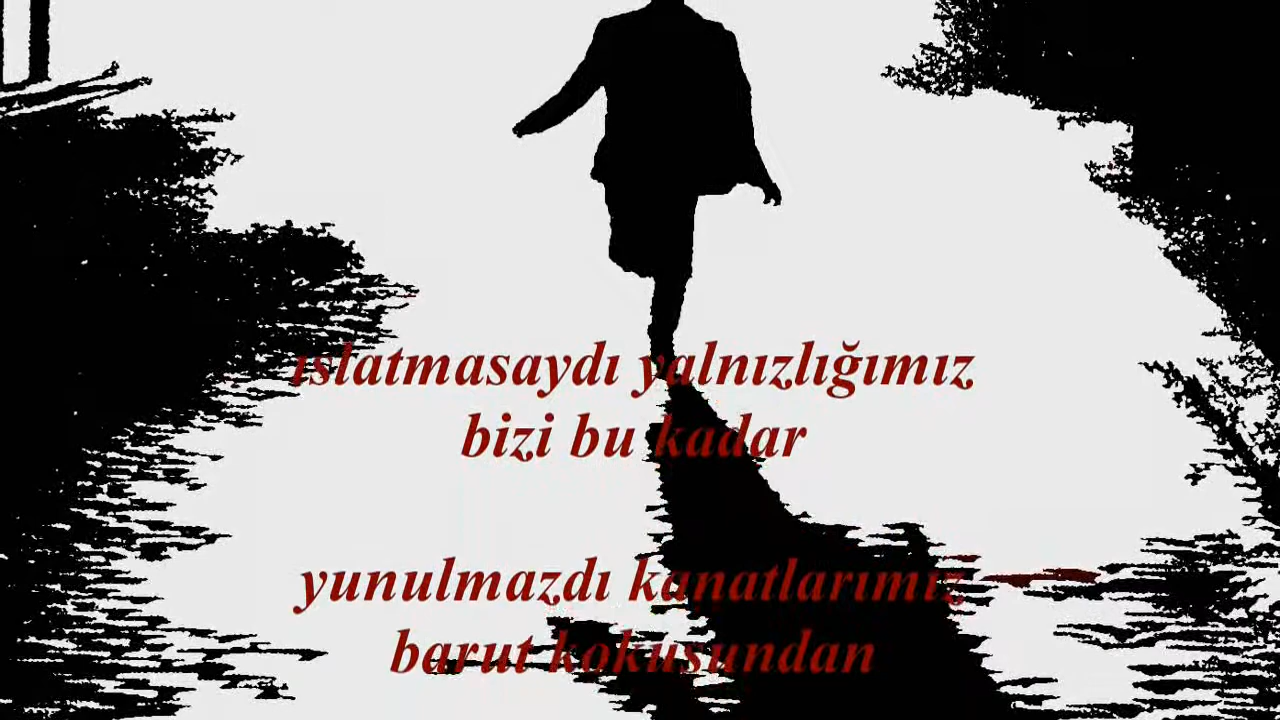 ıslatmasaydı yalnızlığımız
bizi bu kadar
yunulmazdı kanatlarımız
barut kokusundan